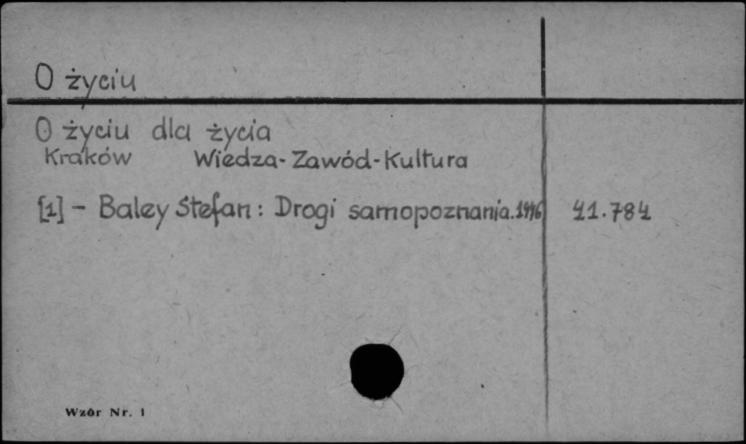 O życiu
O życiu dla życia
Kraków Wiedza-Zawód-Kultura
[1] - Baley Stefan: Drogi samopoznania. 1946 41.784
Wzór Nr. 1